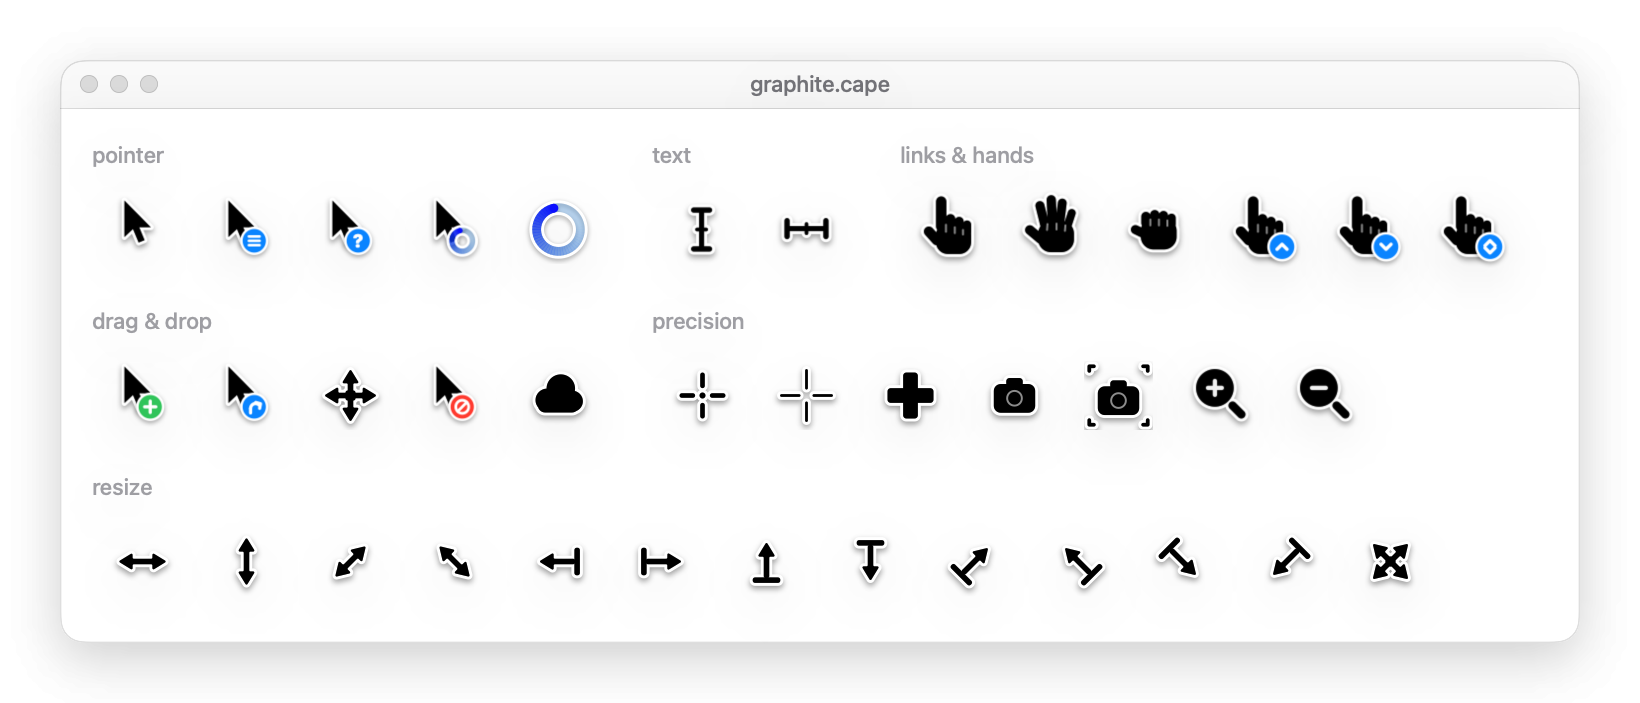 graphite.cape
pointer
text
links & hands
drag & drop
precision
resize